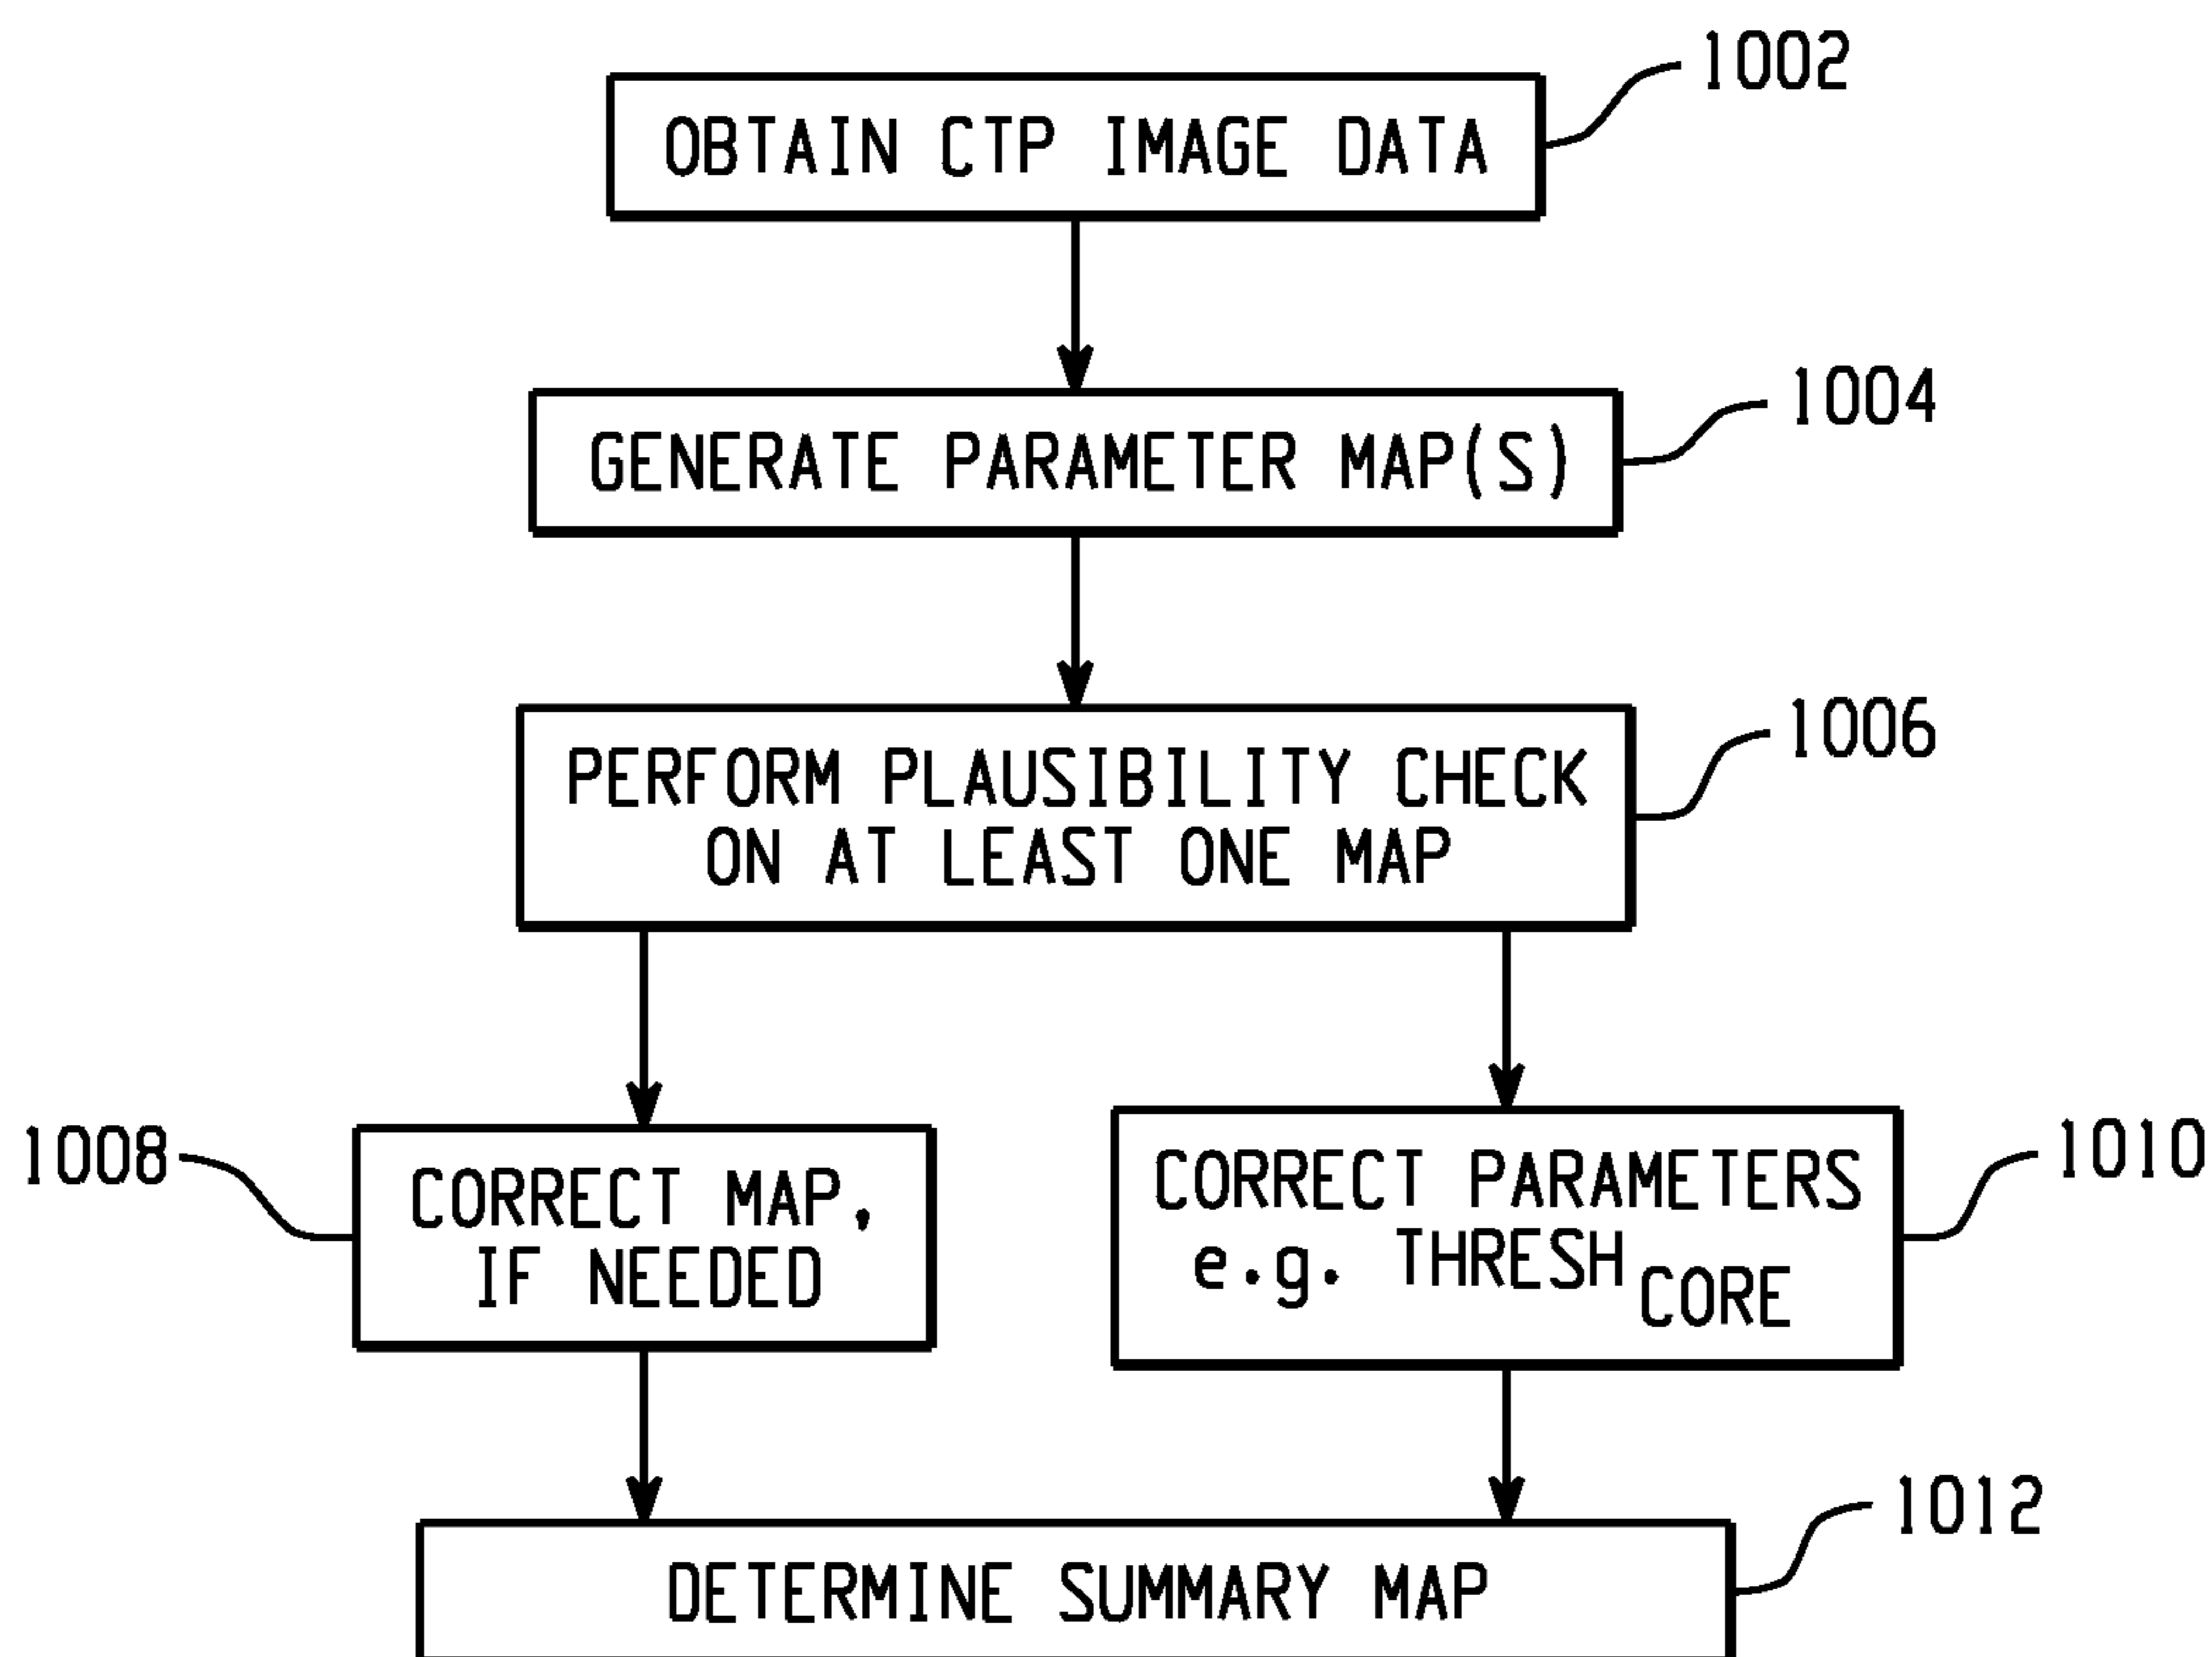 1002
OBTAIN CTP IMAGE DATA
1004
GENERATE PARAMETER MAP(S)
1006
PERFORM PLAUSIBILITY CHECK
ON AT LEAST ONE MAP
1008
CORRECT MAP,
IF NEEDED
1010
CORRECT PARAMETERS
e.g. THRESH CORE
1012
DETERMINE SUMMARY MAP